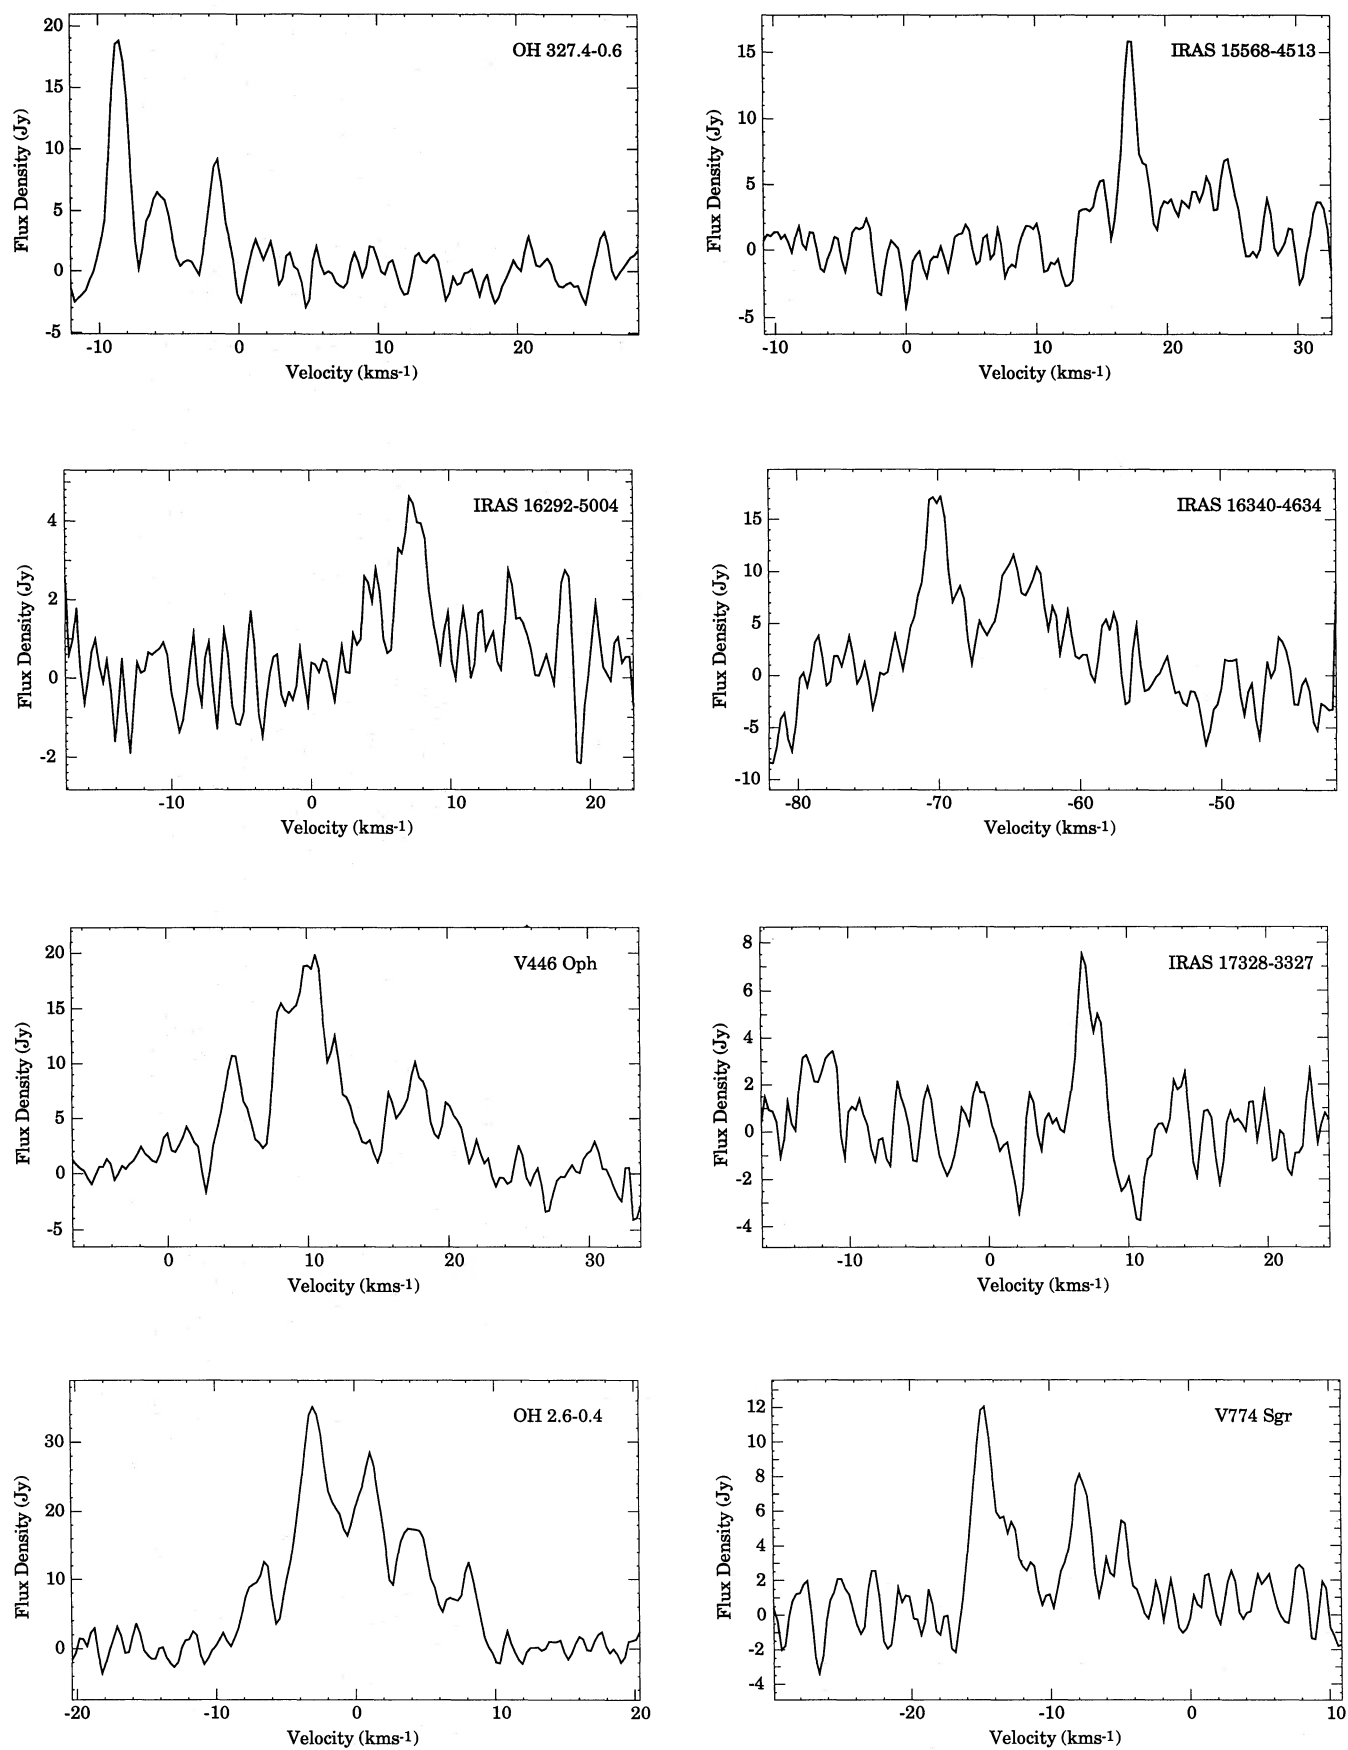 OH 327.4-0.6
Flux Density (Jy)
20
15
10
5
0
-5
-10 0 10 20
Velocity (kms-1)
IRAS 15568-4513
Flux Density (Jy)
15
10
5
0
-5
-10 0 10 20 30
Velocity (kms-1)
IRAS 16292-5004
Flux Density (Jy)
4
2
0
-2
-10 0 10 20
Velocity (kms-1)
IRAS 16340-4634
Flux Density (Jy)
15
10
5
0
-5
-10
-80 -70 -60 -50
Velocity (kms-1)
V446 Oph
Flux Density (Jy)
20
15
10
5
0
-5
0 10 20 30
Velocity (kms-1)
IRAS 17328-3327
Flux Density (Jy)
8
6
4
2
0
-2
-4
-10 0 10 20
Velocity (kms-1)
OH 2.6-0.4
Flux Density (Jy)
30
20
10
0
-20 -10 0 10 20
Velocity (kms-1)
V774 Sgr
Flux Density (Jy)
12
10
8
6
4
2
0
-2
-4
-20 -10 0 10
Velocity (kms-1)